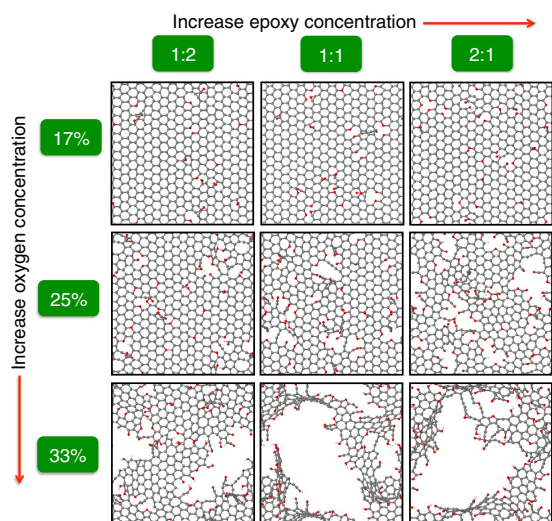 Increase epoxy concentration
1:2 1:1 2:1
17%
25%
33%
Increase oxygen concentration